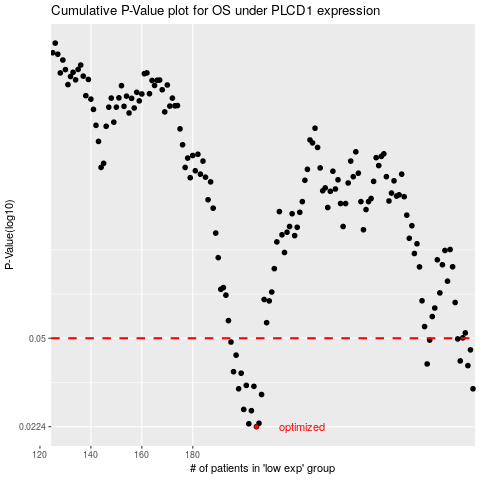 Cumulative P-Value plot for OS under PLCD1 expression
P-Value(log10)
0.05
0.0224
optimized
120 140 160 180
# of patients in 'low exp' group